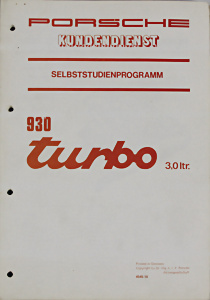 PORSCHE
KUNDENDIENST
SELBSTSTUDIENPROGRAMM
930
turbo 3,0 ltr.